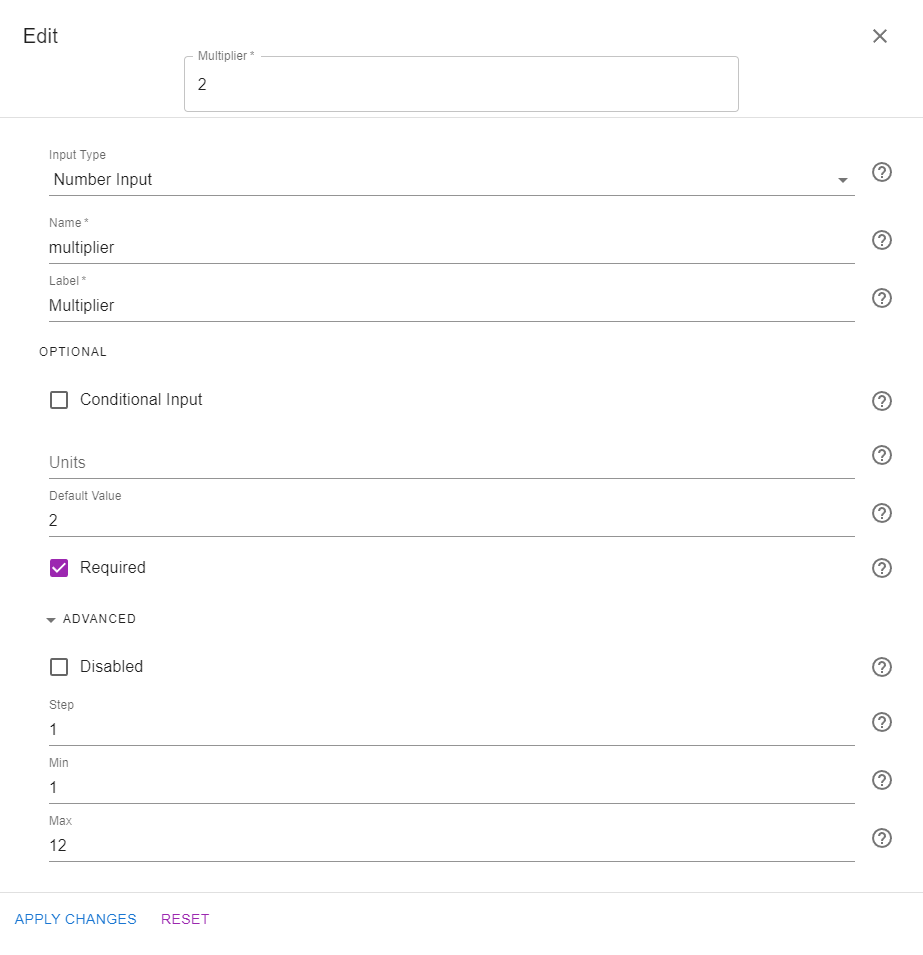 Edit
Multiplier *
2
Input Type
Number Input
Name *
multiplier
Label *
Multiplier
OPTIONAL
Conditional Input
Units
Default Value
2
Required
ADVANCED
Disabled
Step
1
Min
1
Max
12
APPLY CHANGES RESET